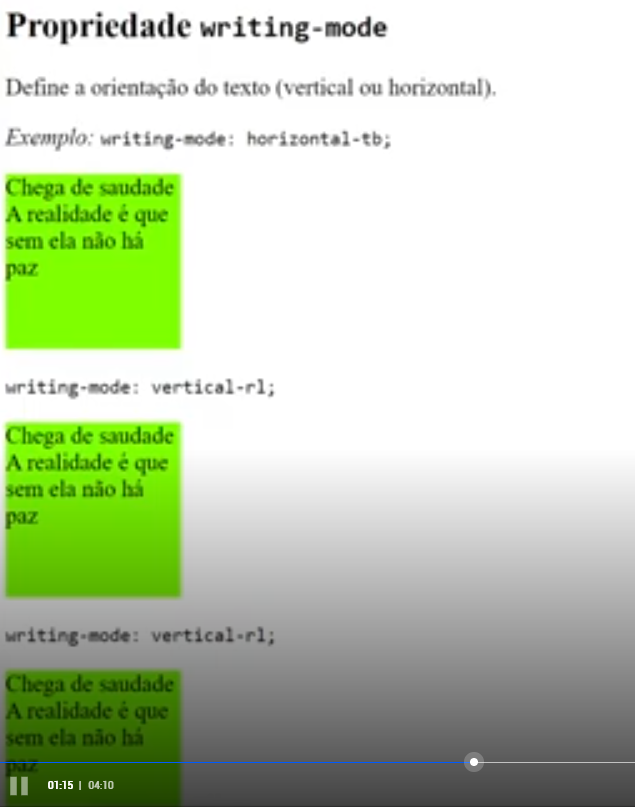 Propriedade writing-mode
Define a orientação do texto (vertical ou horizontal).
Exemplo: writing-mode: horizontal-tb;
Chega de saudade
A realidade é que
sem ela não há
paz
writing-mode: vertical-rl;
Chega de saudade
A realidade é que
sem ela não há
paz
writing-mode: vertical-rl;
Chega de saudade
A realidade é que
sem ela não há
paz
01:15 | 04:10